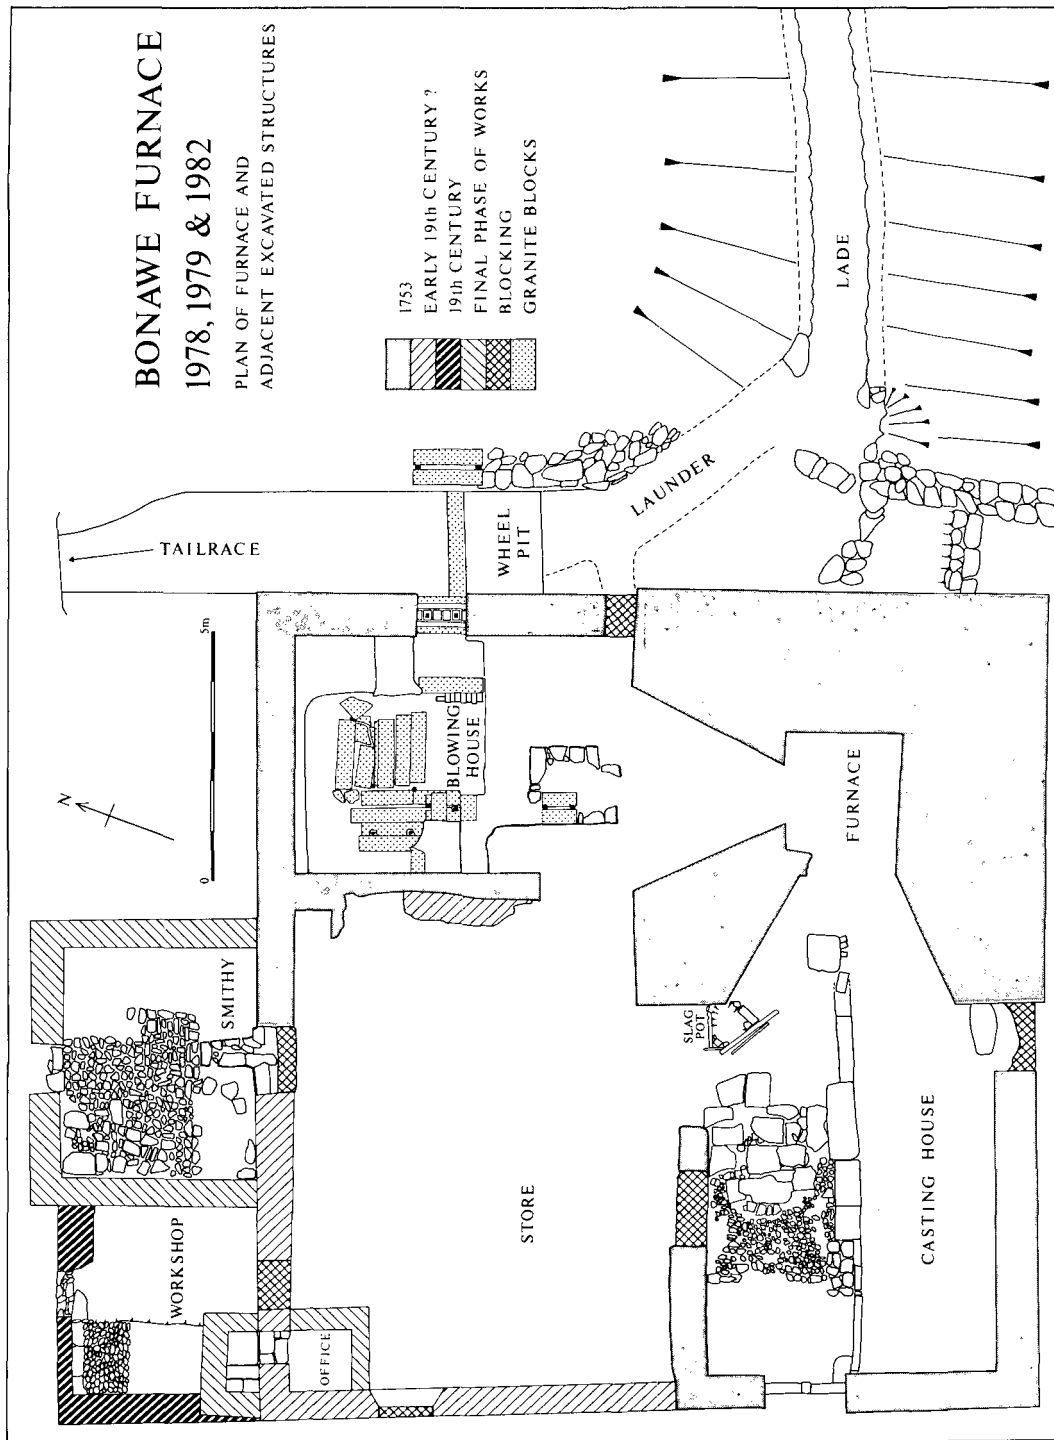 BONAWE FURNACE
1978, 1979 & 1982
PLAN OF FURNACE AND
ADJACENT EXCAVATED STRUCTURES
1753
EARLY 19th CENTURY ?
19th CENTURY
FINAL PHASE OF WORKS
BLOCKING
GRANITE BLOCKS
N
0
5m
TAILRACE
WHEEL
PIT
LAUNDER
LADE
BLOWING
HOUSE
SMITHY
WORKSHOP
OFFICE
STORE
SLAG
POT
FURNACE
CASTING HOUSE